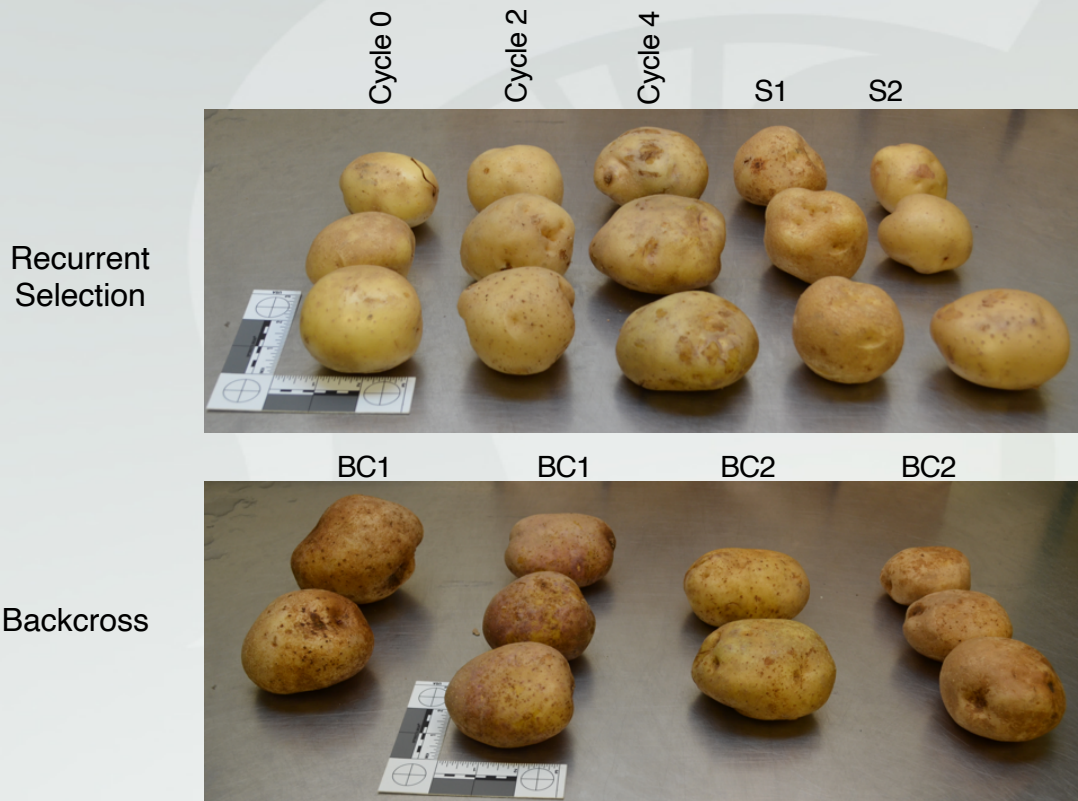 Cycle 0
Cycle 2
Cycle 4
S1
S2
Recurrent
Selection
BC1
BC1
BC2
BC2
Backcross